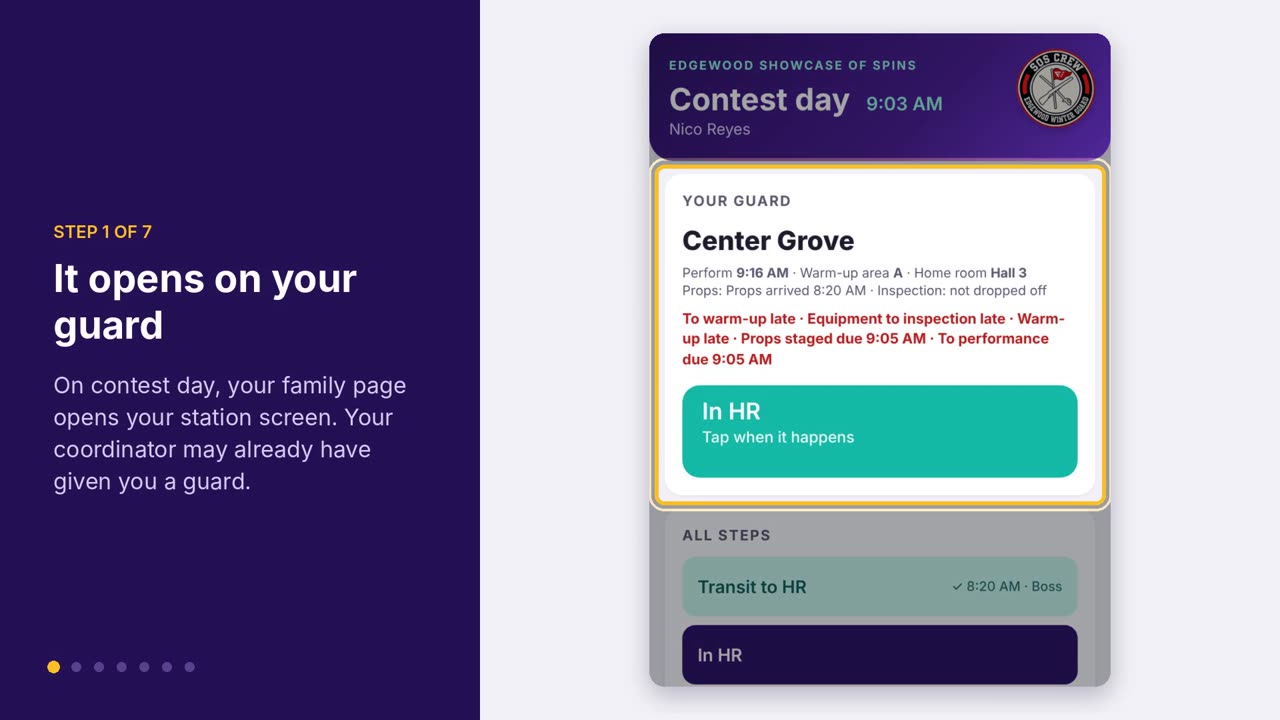 STEP 1 OF 7
It opens on your
guard
On contest day, your family page
opens your station screen. Your
coordinator may already have
given you a guard.
EDGEWOOD SHOWCASE OF SPINS
Contest day 9:03 AM
Nico Reyes
SOS CREW
EDGEWOOD WINTER GUARD
YOUR GUARD
Center Grove
Perform 9:16 AM · Warm-up area A · Home room Hall 3
Props: Props arrived 8:20 AM · Inspection: not dropped off
To warm-up late · Equipment to inspection late · Warm-
up late · Props staged due 9:05 AM · To performance
due 9:05 AM
In HR
Tap when it happens
ALL STEPS
Transit to HR ✓ 8:20 AM · Boss
In HR